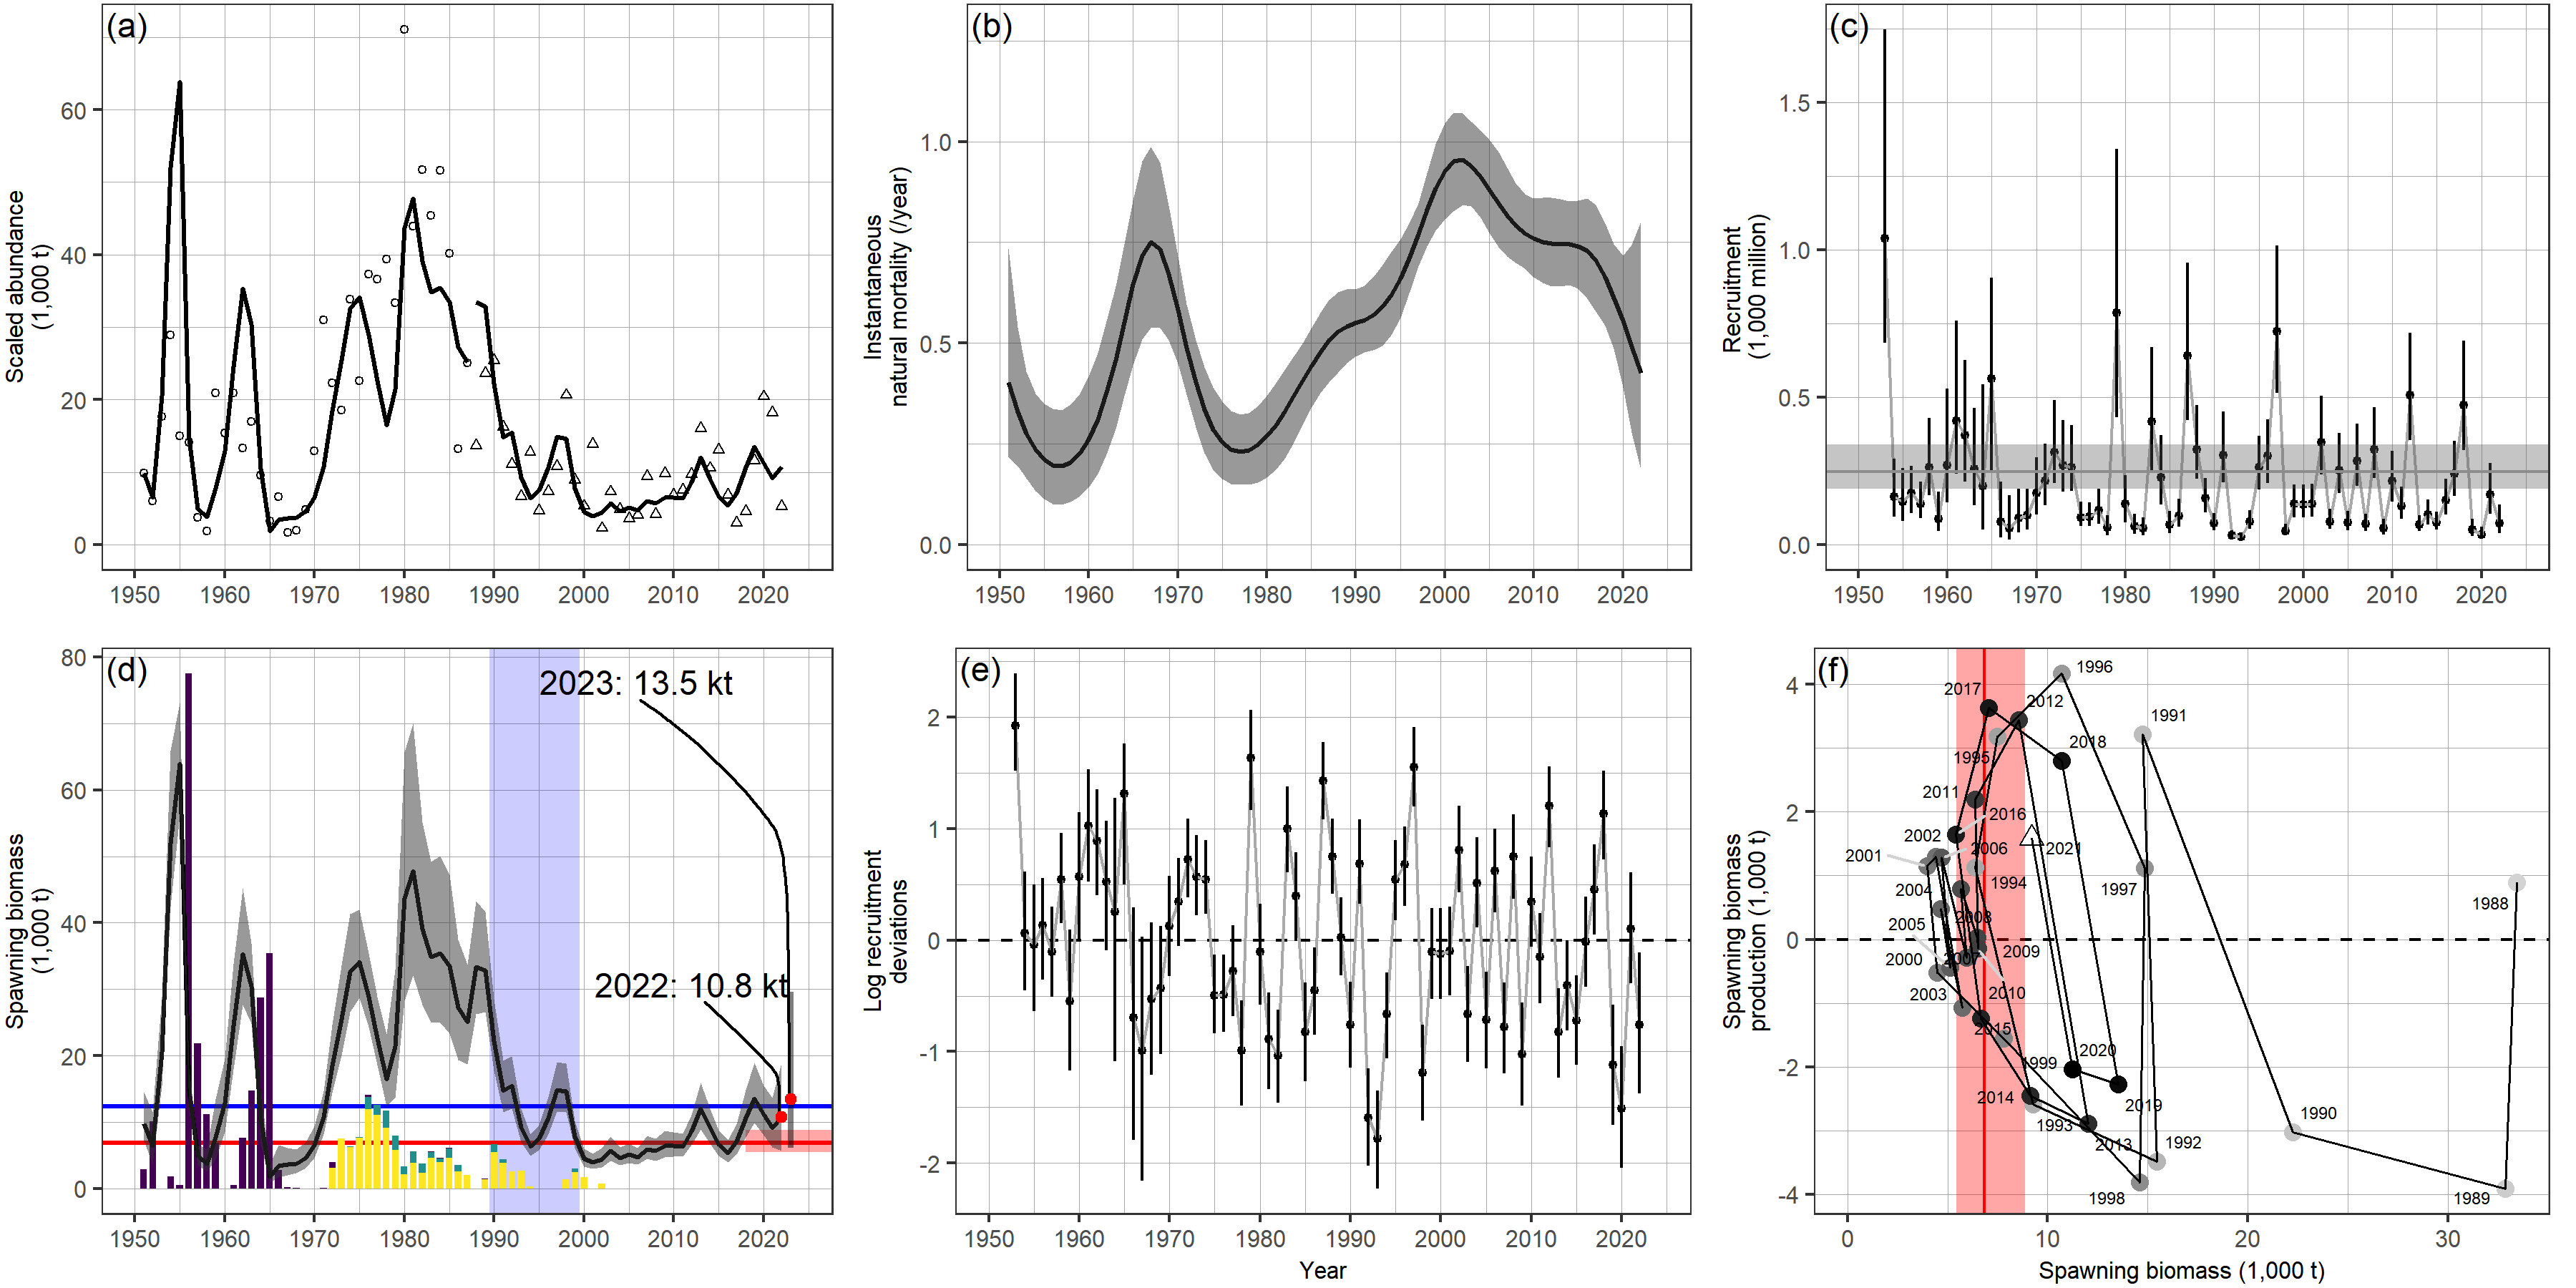 (a)
Scaled abundance
(1,000 t)
60
40
20
0
1950 1960 1970 1980 1990 2000 2010 2020
(b)
Instantaneous
natural mortality (/year)
1.0
0.5
0.0
1950 1960 1970 1980 1990 2000 2010 2020
(c)
Recruitment
(1,000 million)
1.5
1.0
0.5
0.0
1950 1960 1970 1980 1990 2000 2010 2020
(d)
Spawning biomass
(1,000 t)
80
60
40
20
0
2023: 13.5 kt
2022: 10.8 kt
1950 1960 1970 1980 1990 2000 2010 2020
(e)
Log recruitment
deviations
2
1
0
-1
-2
1950 1960 1970 1980 1990 2000 2010 2020
Year
(f)
Spawning biomass
production (1,000 t)
4
2
0
-2
-4
1996
2017
2012
1991
2018
1995
2011
2016
2002
2006
2021
2001
1994
1997
2004
1988
2008
2005
2009
2007
2000
2010
2003
2015
2020
1999
2014
2019
1993
1990
2013
1992
1998
1989
0 10 20 30
Spawning biomass (1,000 t)